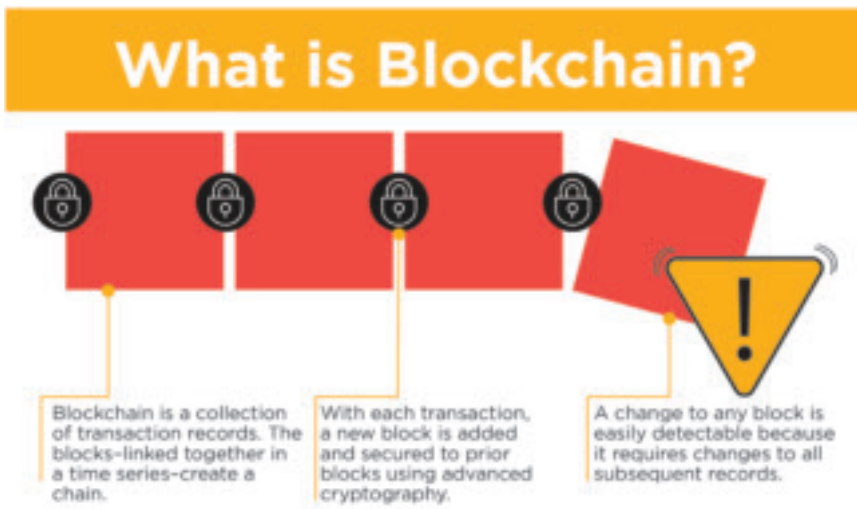 What is Blockchain?
Blockchain is a collection
of transaction records. The
blocks–linked together in
a time series–create a
chain.
With each transaction,
a new block is added
and secured to prior
blocks using advanced
cryptography.
A change to any block is
easily detectable because
it requires changes to all
subsequent records.